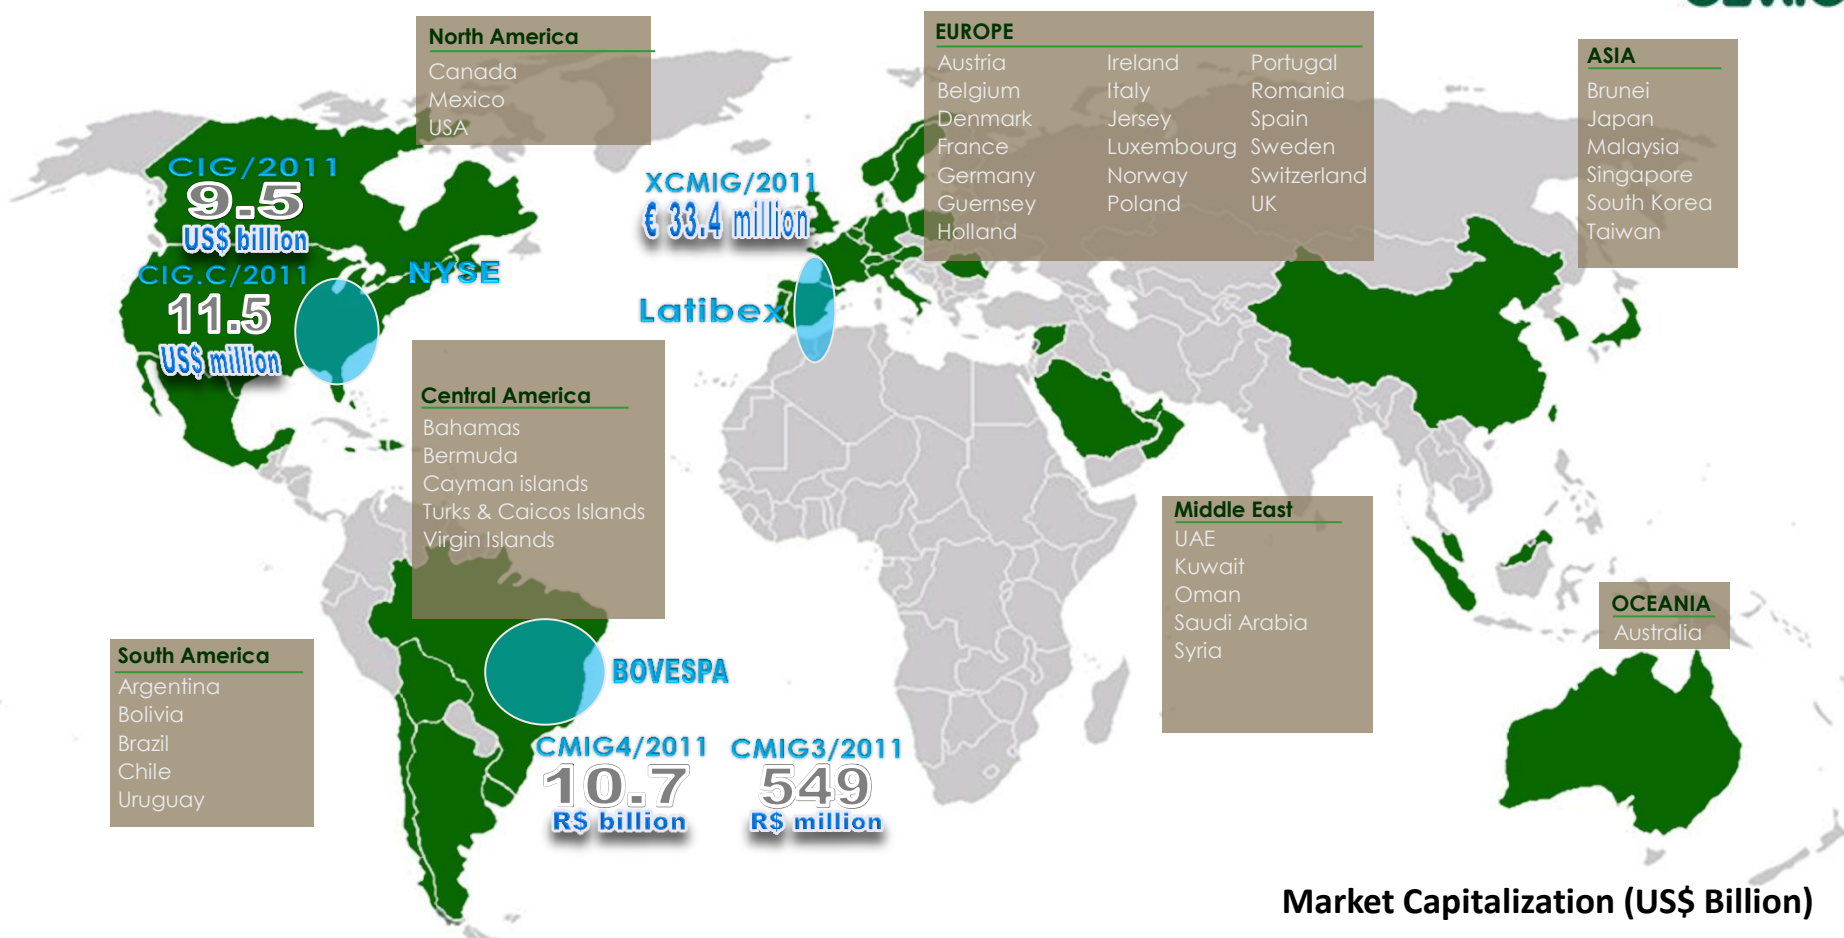 North America
Canada
Mexico
USA
EUROPE
Austria
Belgium
Denmark
France
Germany
Guernsey
Holland
Ireland
Italy
Jersey
Luxembourg
Norway
Poland
Portugal
Romania
Spain
Sweden
Switzerland
UK
ASIA
Brunei
Japan
Malaysia
Singapore
South Korea
Taiwan
CIG/2011
9.5
US$ billion
CIG.C/2011
11.5
US$ million
NYSE
XCMIG/2011
€ 33.4 million
Latibex
Central America
Bahamas
Bermuda
Cayman islands
Turks & Caicos Islands
Virgin Islands
Middle East
UAE
Kuwait
Oman
Saudi Arabia
Syria
OCEANIA
Australia
South America
Argentina
Bolivia
Brazil
Chile
Uruguay
BOVESPA
CMIG4/2011
10.7
R$ billion
CMIG3/2011
549
R$ million
Market Capitalization (US$ Billion)